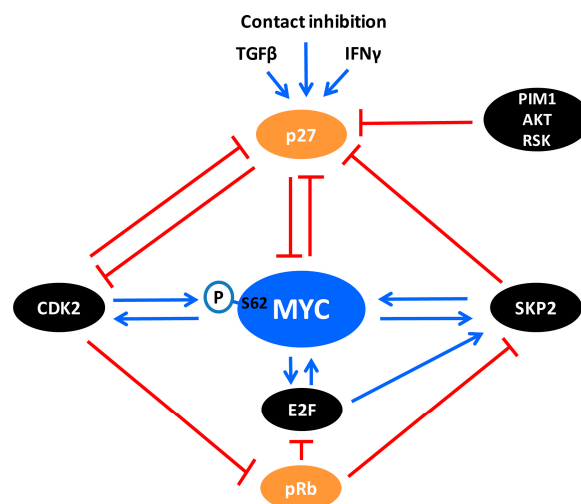 Contact inhibition
TGFβ
IFNγ
PIM1
AKT
RSK
p27
P
S62
MYC
CDK2
SKP2
E2F
pRb